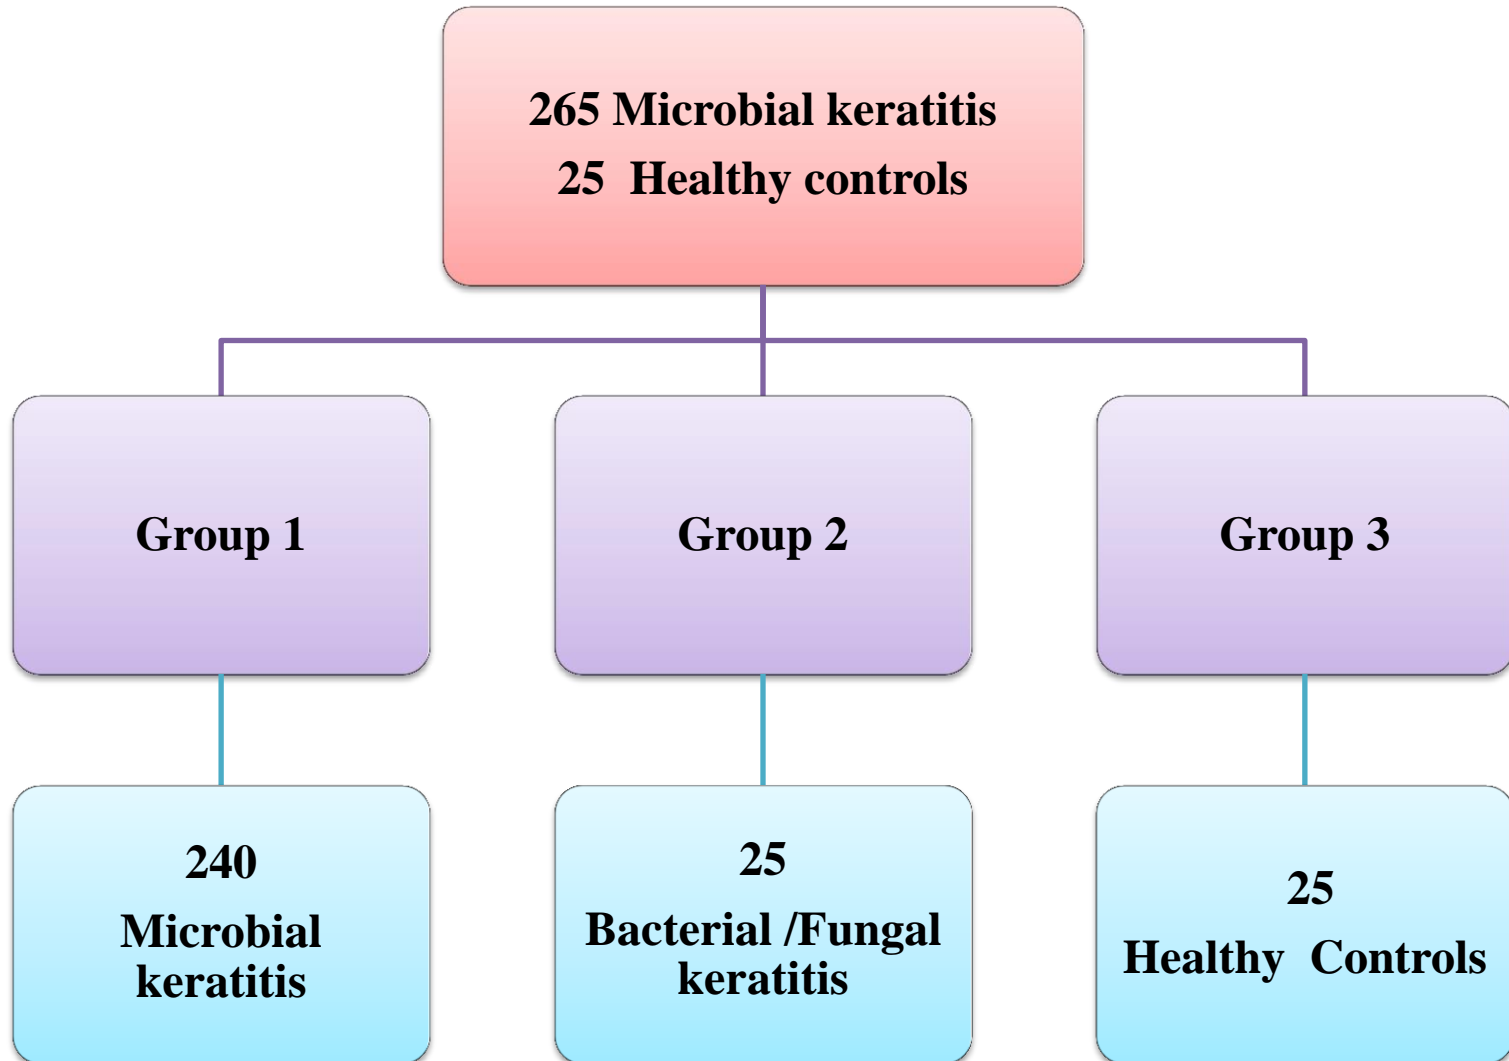 265 Microbial keratitis
25 Healthy controls
Group 1
Group 2
Group 3
240
Microbial
keratitis
25
Bacterial /Fungal
keratitis
25
Healthy Controls